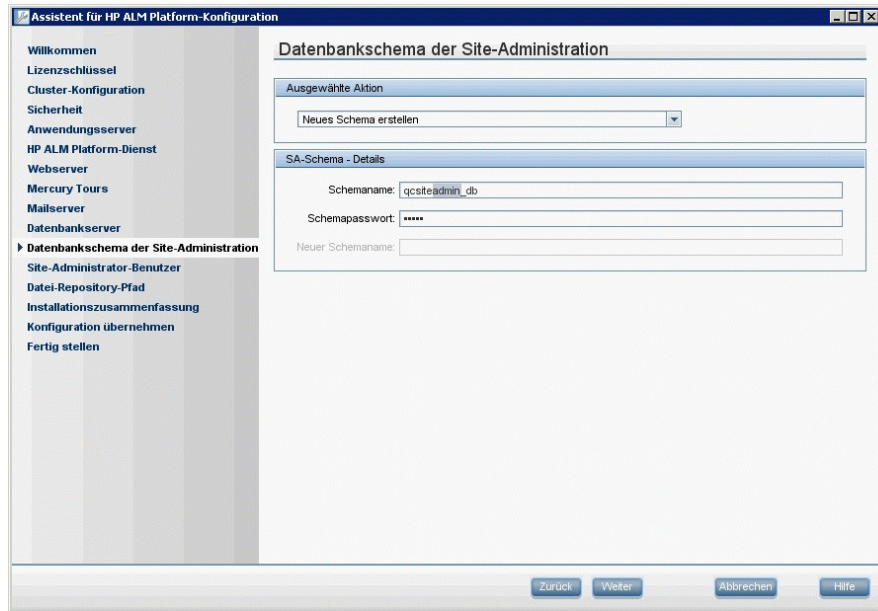 Assistent für HP ALM Platform-Konfiguration
Willkommen
Lizenzschlüssel
Cluster-Konfiguration
Sicherheit
Anwendungsserver
HP ALM Platform-Dienst
Webserver
Mercury Tours
Mailserver
Datenbankserver
Datenbankschema der Site-Administration
Site-Administrator-Benutzer
Datei-Repository-Pfad
Installationszusammenfassung
Konfiguration übernehmen
Fertig stellen
Datenbankschema der Site-Administration
Ausgewählte Aktion
Neues Schema erstellen
SA-Schema - Details
Schemaname: qcsiteadmin_db
Schemapasswort: •••••
Neuer Schemaname:
Zurück Weiter Abbrechen Hilfe